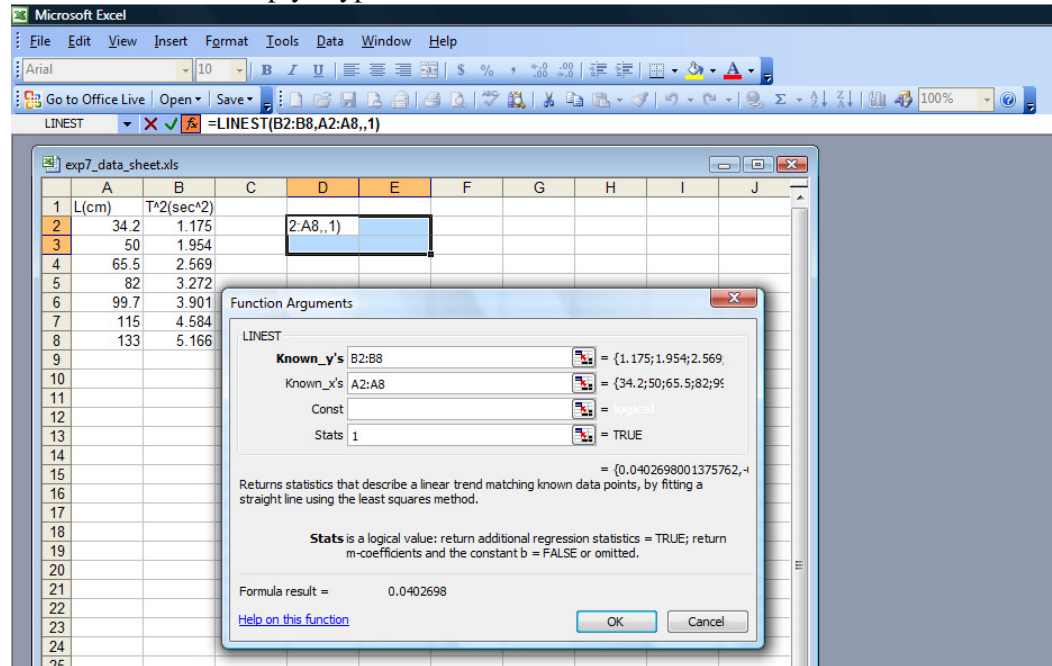 Microsoft Excel
File Edit View Insert Format Tools Data Window Help
Arial 10 B I U $ % , .00 .00 A
Go to Office Live Open Save ABC Σ 100%
LINEST =LINEST(B2:B8,A2:A8,,1)
exp7_data_sheet.xls
A B C D E F G H I J
1 L(cm) T^2(sec^2)
2 34.2 1.175 2:A8,,1)
3 50 1.954
4 65.5 2.569
5 82 3.272
6 99.7 3.901
7 115 4.584
8 133 5.166
9
10
11
12
13
14
15
16
17
18
19
20
21
22
23
24
25
Function Arguments
LINEST
Known_y's B2:B8 = {1.175;1.954;2.569;
Known_x's A2:A8 = {34.2;50;65.5;82;99
Const = logical
Stats 1 = TRUE
= {0.0402698001375762,-
Returns statistics that describe a linear trend matching known data points, by fitting a
straight line using the least squares method.
Stats is a logical value: return additional regression statistics = TRUE; return
m-coefficients and the constant b = FALSE or omitted.
Formula result = 0.0402698
Help on this function OK Cancel